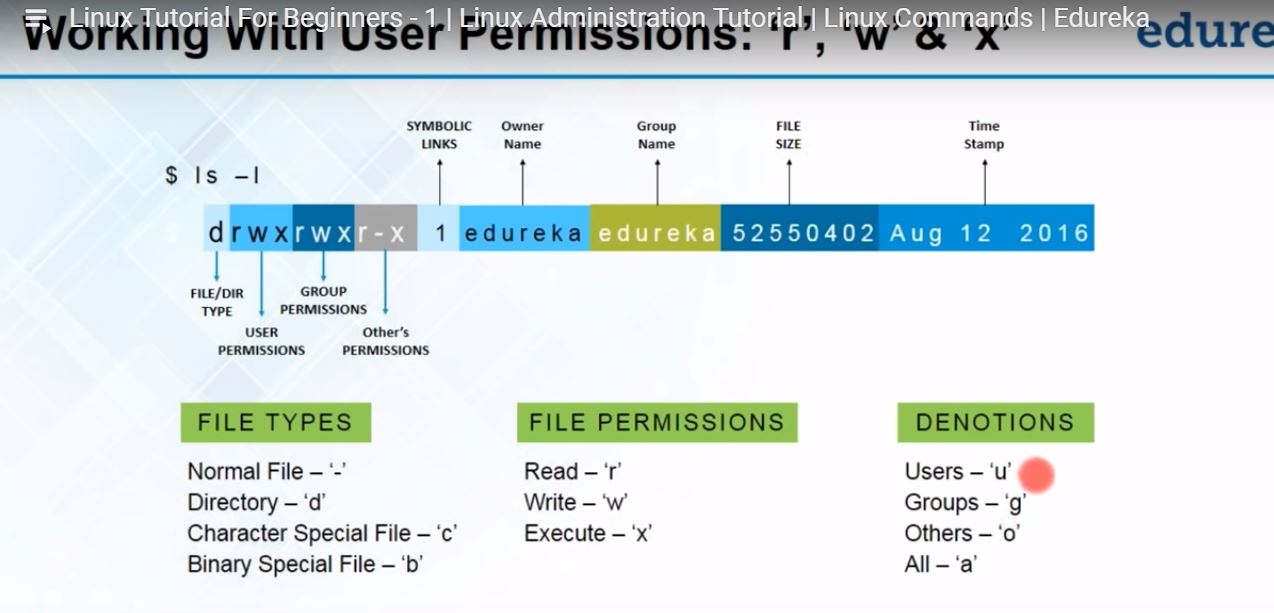 Linux Tutorial For Beginners - 1 | Linux Administration Tutorial | Linux Commands | Edureka
Working With User Permissions: ‘r’, ‘w’ & ‘x’
edure
SYMBOLIC LINKS
Owner Name
Group Name
FILE SIZE
Time Stamp
$ ls –l
d r w x r w x r - x 1 edureka edureka 52550402 Aug 12 2016
FILE/DIR TYPE
GROUP PERMISSIONS
USER PERMISSIONS
Other’s PERMISSIONS
FILE TYPES
Normal File – ‘-’
Directory – ‘d’
Character Special File – ‘c’
Binary Special File – ‘b’
FILE PERMISSIONS
Read – ‘r’
Write – ‘w’
Execute – ‘x’
DENOTIONS
Users – ‘u’
Groups – ‘g’
Others – ‘o’
All – ‘a’